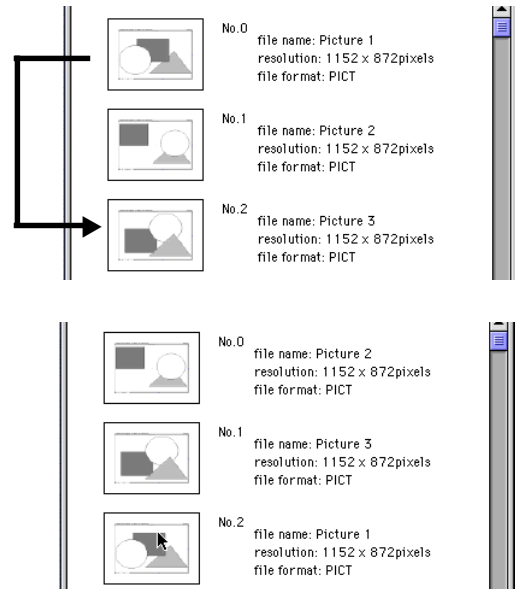 No.0
file name: Picture 1
resolution: 1152 x 872pixels
file format: PICT
No.1
file name: Picture 2
resolution: 1152 x 872pixels
file format: PICT
No.2
file name: Picture 3
resolution: 1152 x 872pixels
file format: PICT
No.0
file name: Picture 2
resolution: 1152 x 872pixels
file format: PICT
No.1
file name: Picture 3
resolution: 1152 x 872pixels
file format: PICT
No.2
file name: Picture 1
resolution: 1152 x 872pixels
file format: PICT